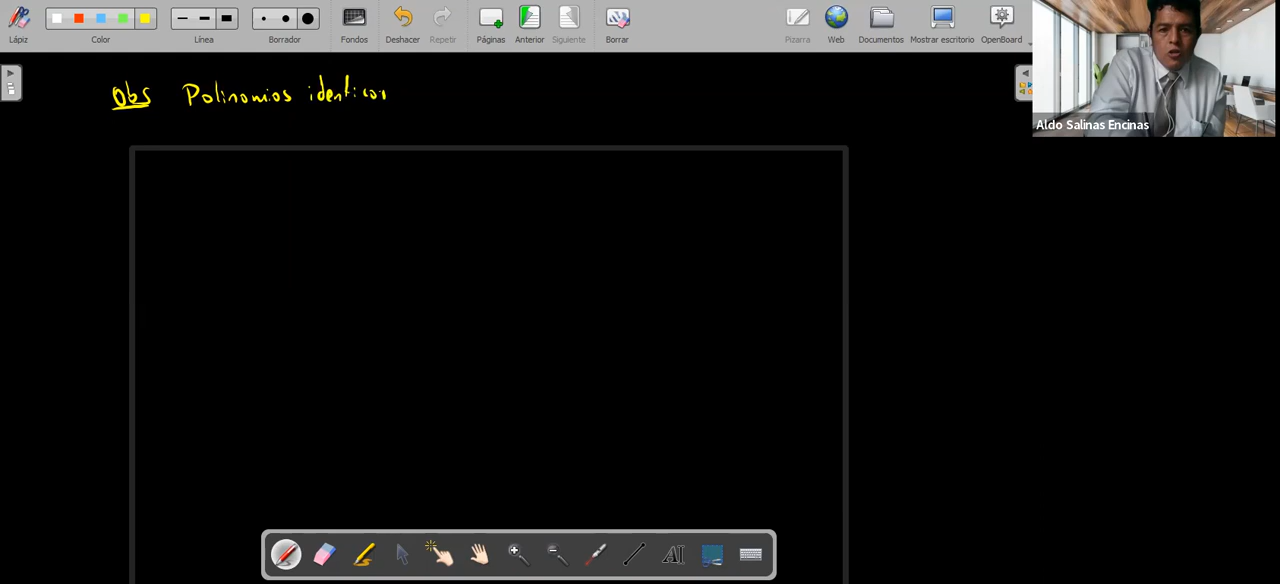 Lápiz Color Línea Borrador Fondos Deshacer Repetir Páginas Anterior Siguiente Borrar Pizarra Web Documentos Mostrar escritorio OpenBoard
Obs Polinomios identicos
Aldo Salinas Encinas
AI